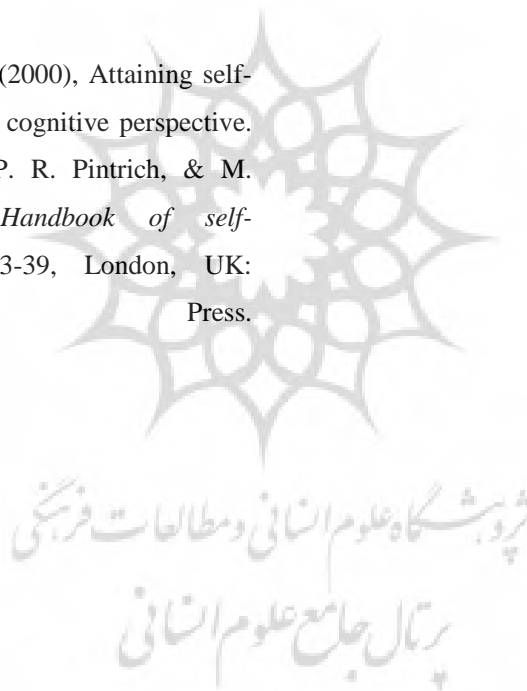 (2000), Attaining self-
cognitive perspective.
P. R. Pintrich, & M.
Handbook of self-
3-39, London, UK:
Press.
پژوهشگاه علوم انسانی و مطالعات فرهنگی
پرتال جامع علوم انسانی